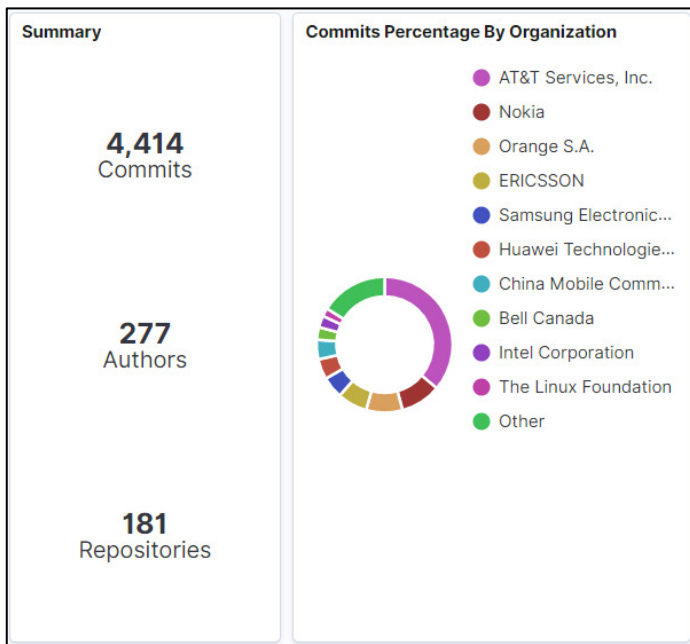 Summary
4,414
Commits
277
Authors
181
Repositories
Commits Percentage By Organization
AT&T Services, Inc.
Nokia
Orange S.A.
ERICSSON
Samsung Electronic...
Huawei Technologie...
China Mobile Comm...
Bell Canada
Intel Corporation
The Linux Foundation
Other